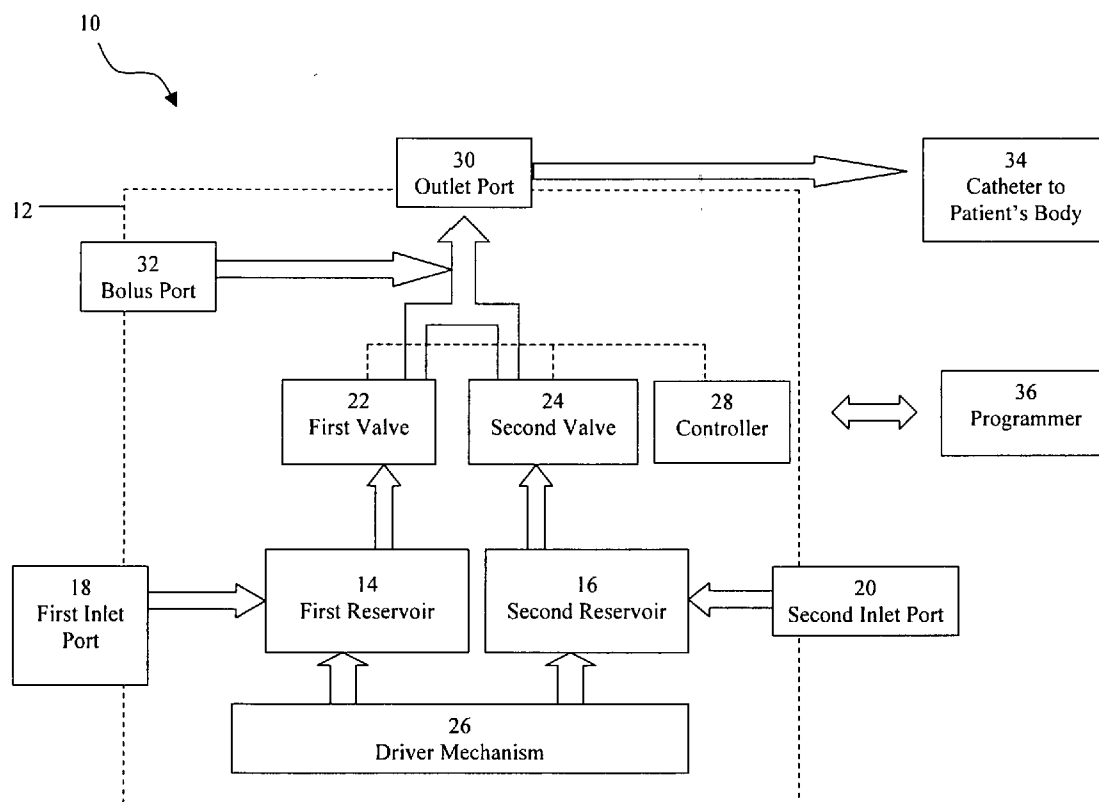 10
30
Outlet Port
34
Catheter to
Patient's Body
12
32
Bolus Port
22
First Valve
24
Second Valve
28
Controller
36
Programmer
18
First Inlet
Port
14
First Reservoir
16
Second Reservoir
20
Second Inlet Port
26
Driver Mechanism